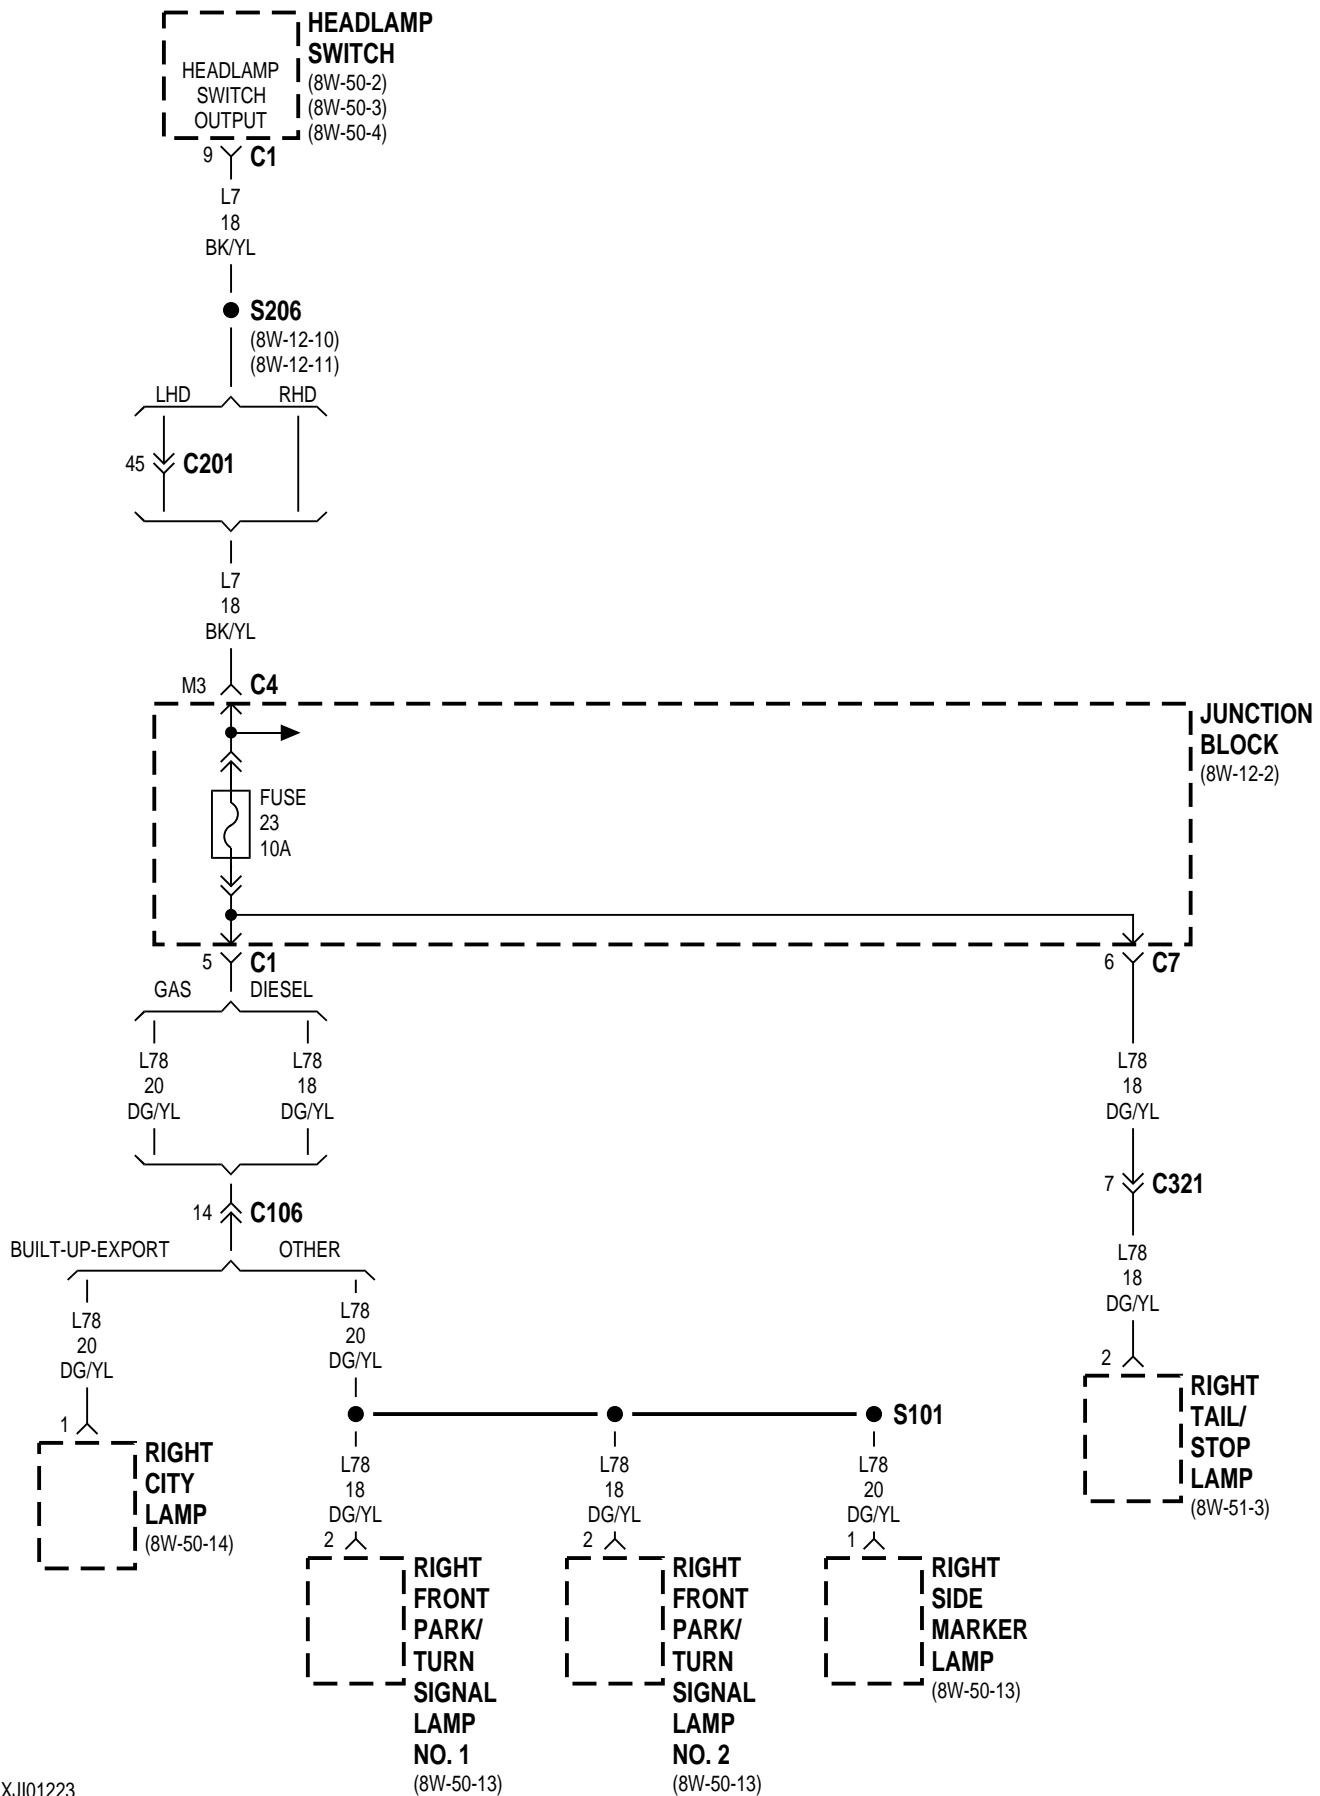 HEADLAMP
SWITCH
(8W-50-2)
(8W-50-3)
(8W-50-4)
HEADLAMP
SWITCH
OUTPUT
9
C1
L7
18
BK/YL
S206
(8W-12-10)
(8W-12-11)
LHD
RHD
45
C201
L7
18
BK/YL
M3
C4
JUNCTION
BLOCK
(8W-12-2)
FUSE
23
10A
5
C1
6
C7
GAS
DIESEL
L78
20
DG/YL
L78
18
DG/YL
L78
18
DG/YL
7
C321
14
C106
BUILT-UP-EXPORT
OTHER
L78
18
DG/YL
L78
20
DG/YL
L78
20
DG/YL
2
RIGHT
TAIL/
STOP
LAMP
(8W-51-3)
S101
1
RIGHT
CITY
LAMP
(8W-50-14)
L78
18
DG/YL
L78
18
DG/YL
L78
20
DG/YL
2
2
1
RIGHT
FRONT
PARK/
TURN
SIGNAL
LAMP
NO. 1
(8W-50-13)
RIGHT
FRONT
PARK/
TURN
SIGNAL
LAMP
NO. 2
(8W-50-13)
RIGHT
SIDE
MARKER
LAMP
(8W-50-13)
XJI01223